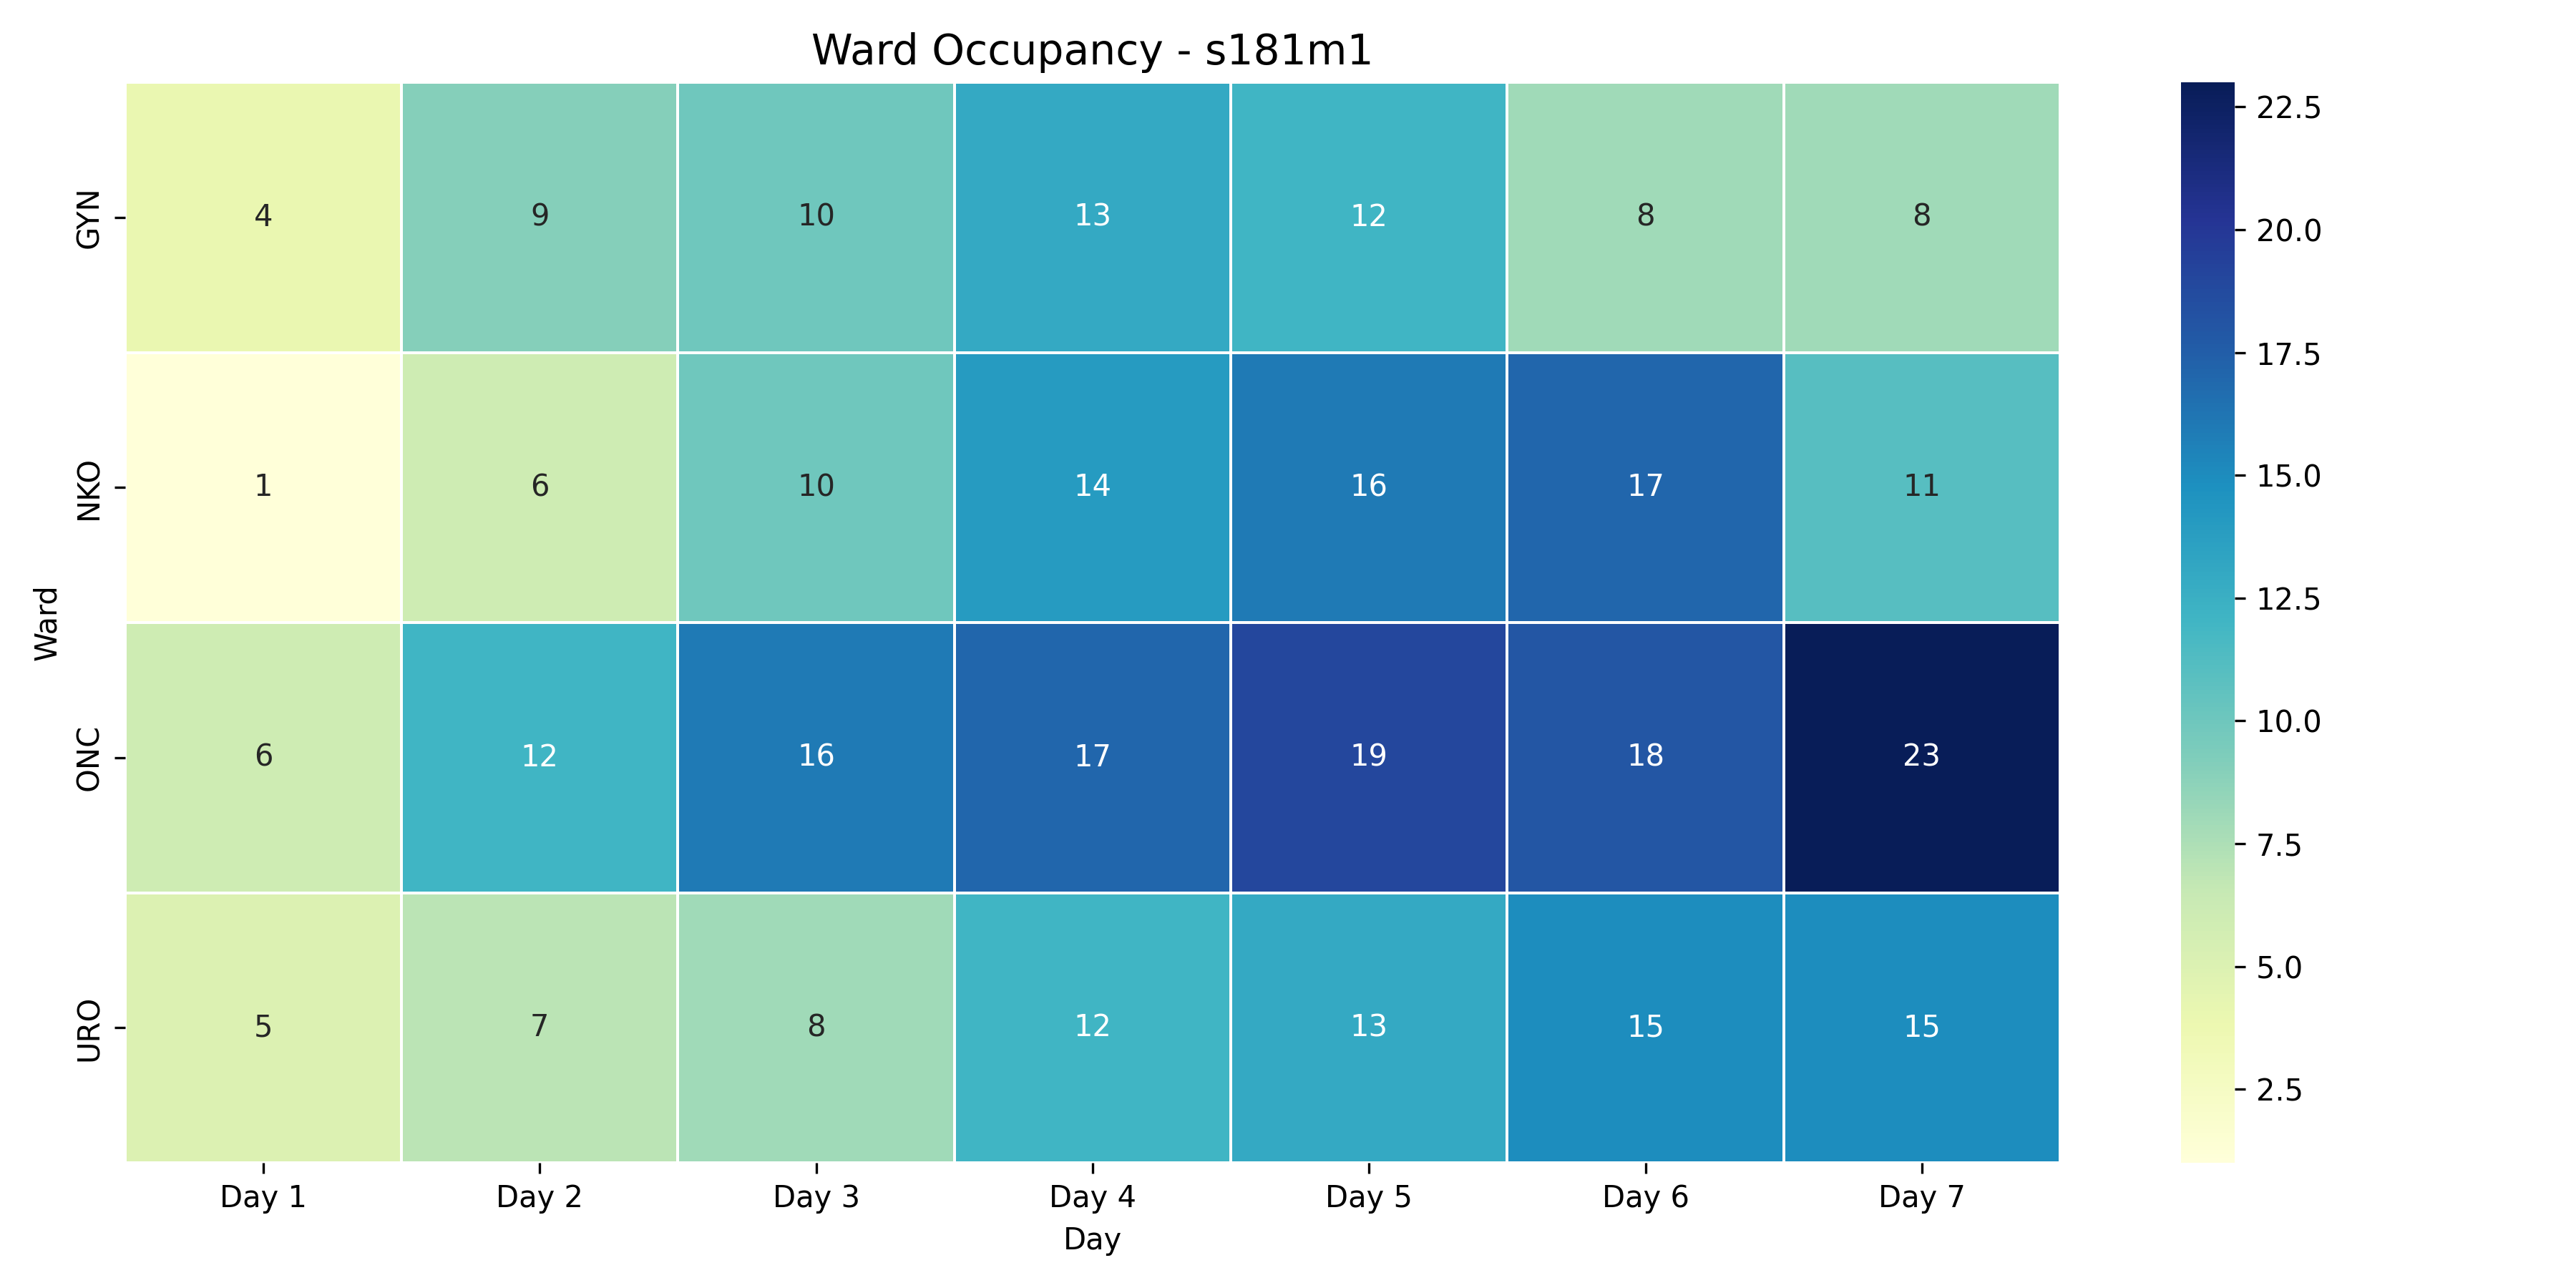 Ward Occupancy - s181m1
GYN 4 9 10 13 12 8 8
NKO 1 6 10 14 16 17 11
ONC 6 12 16 17 19 18 23
URO 5 7 8 12 13 15 15
Ward
Day 1 Day 2 Day 3 Day 4 Day 5 Day 6 Day 7
Day
22.5
20.0
17.5
15.0
12.5
10.0
7.5
5.0
2.5